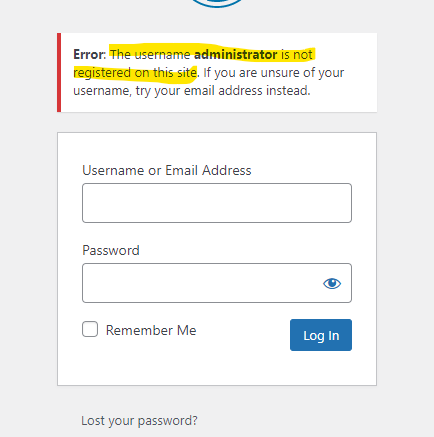 Error: The username administrator is not
registered on this site. If you are unsure of your
username, try your email address instead.
Username or Email Address
Password
Remember Me
Log In
Lost your password?